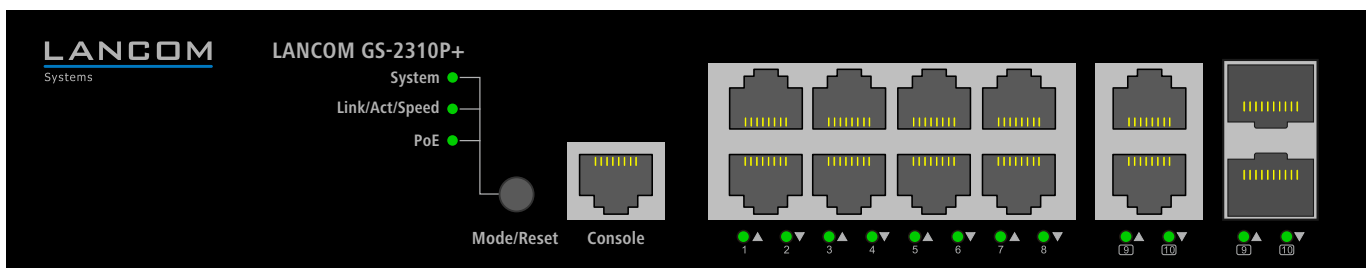 LANCOM
Systems
LANCOM GS-2310P+
System
Link/Act/Speed
PoE
Mode/Reset
Console
1 2 3 4 5 6 7 8
9 10
9 10